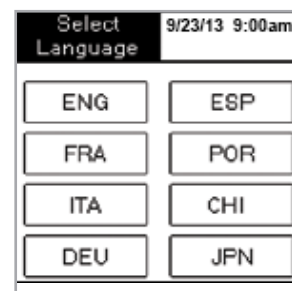 Select
Language
9/23/13 9:00am
ENG
ESP
FRA
POR
ITA
CHI
DEU
JPN